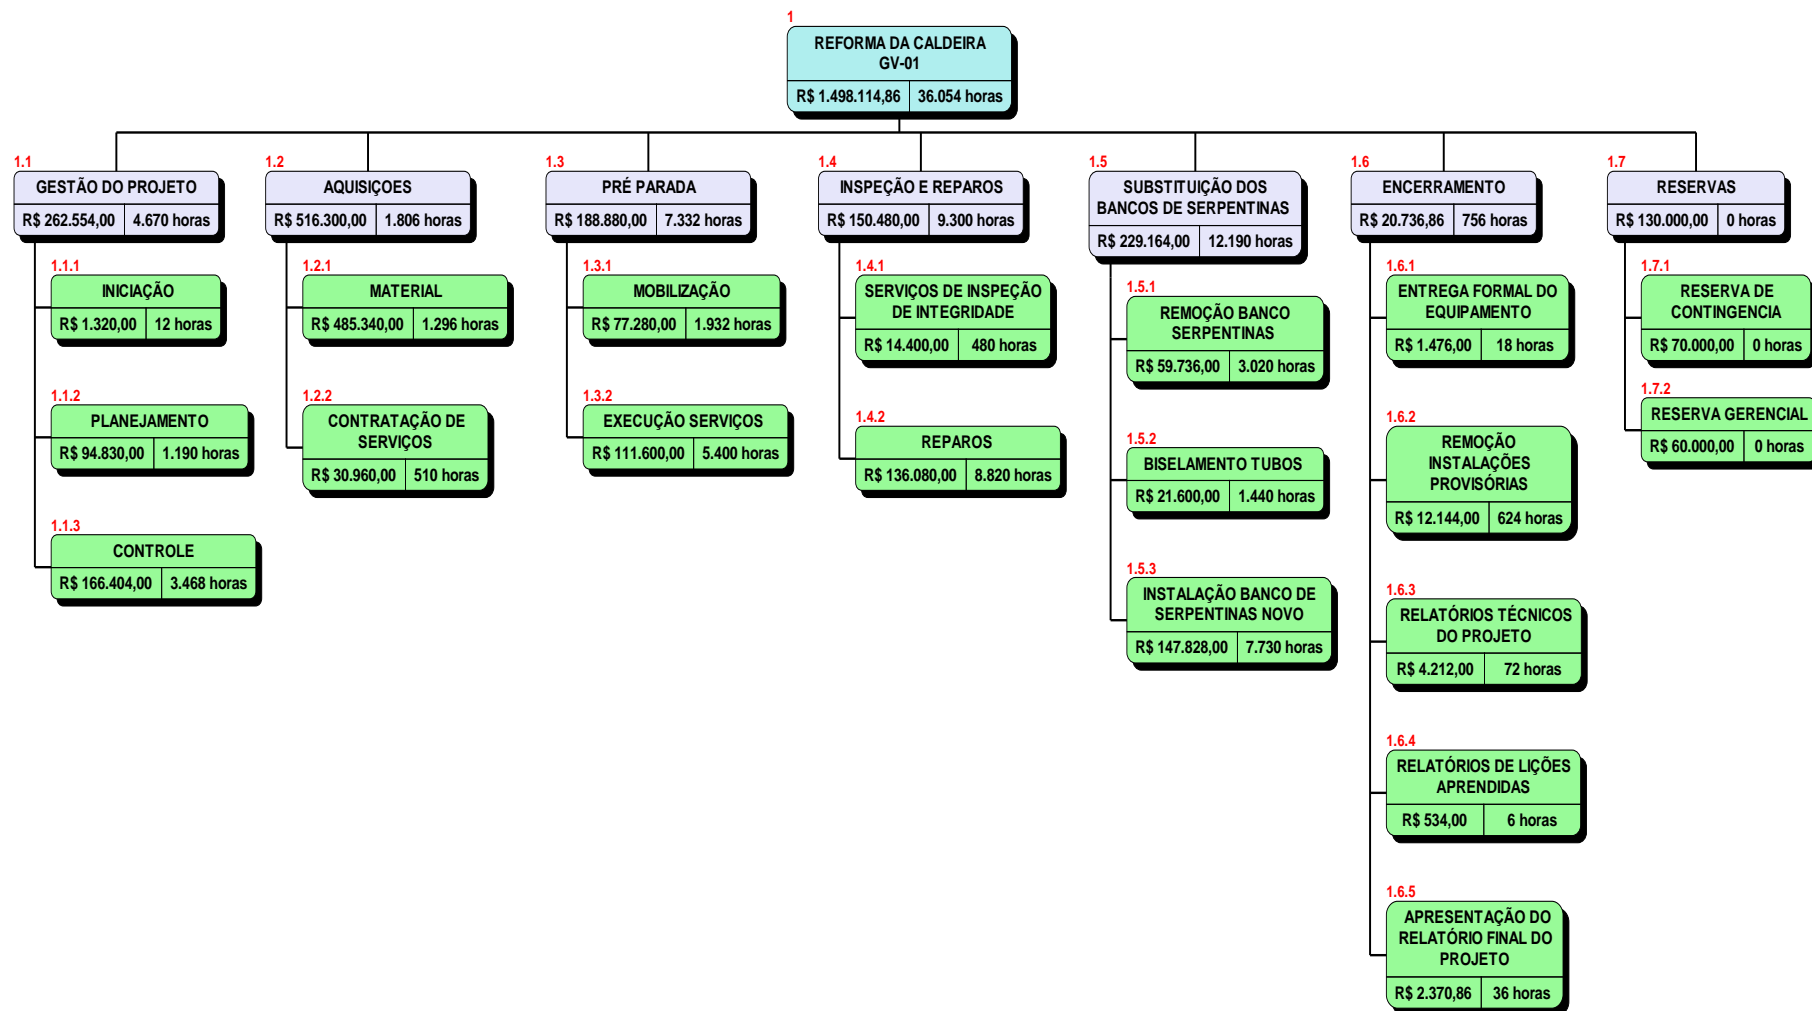 1
REFORMA DA CALDEIRA
GV-01
R$ 1.498.114,86 36.054 horas
1.1
GESTÃO DO PROJETO
R$ 262.554,00 4.670 horas
1.1.1
INICIAÇÃO
R$ 1.320,00 12 horas
1.1.2
PLANEJAMENTO
R$ 94.830,00 1.190 horas
1.1.3
CONTROLE
R$ 166.404,00 3.468 horas
1.2
AQUISIÇOES
R$ 516.300,00 1.806 horas
1.2.1
MATERIAL
R$ 485.340,00 1.296 horas
1.2.2
CONTRATAÇÃO DE
SERVIÇOS
R$ 30.960,00 510 horas
1.3
PRÉ PARADA
R$ 188.880,00 7.332 horas
1.3.1
MOBILIZAÇÃO
R$ 77.280,00 1.932 horas
1.3.2
EXECUÇÃO SERVIÇOS
R$ 111.600,00 5.400 horas
1.4
INSPEÇÃO E REPAROS
R$ 150.480,00 9.300 horas
1.4.1
SERVIÇOS DE INSPEÇÃO
DE INTEGRIDADE
R$ 14.400,00 480 horas
1.4.2
REPAROS
R$ 136.080,00 8.820 horas
1.5
SUBSTITUIÇÃO DOS
BANCOS DE SERPENTINAS
R$ 229.164,00 12.190 horas
1.5.1
REMOÇÃO BANCO
SERPENTINAS
R$ 59.736,00 3.020 horas
1.5.2
BISELAMENTO TUBOS
R$ 21.600,00 1.440 horas
1.5.3
INSTALAÇÃO BANCO DE
SERPENTINAS NOVO
R$ 147.828,00 7.730 horas
1.6
ENCERRAMENTO
R$ 20.736,86 756 horas
1.6.1
ENTREGA FORMAL DO
EQUIPAMENTO
R$ 1.476,00 18 horas
1.6.2
REMOÇÃO
INSTALAÇÕES
PROVISÓRIAS
R$ 12.144,00 624 horas
1.6.3
RELATÓRIOS TÉCNICOS
DO PROJETO
R$ 4.212,00 72 horas
1.6.4
RELATÓRIOS DE LIÇÕES
APRENDIDAS
R$ 534,00 6 horas
1.6.5
APRESENTAÇÃO DO
RELATÓRIO FINAL DO
PROJETO
R$ 2.370,86 36 horas
1.7
RESERVAS
R$ 130.000,00 0 horas
1.7.1
RESERVA DE
CONTINGENCIA
R$ 70.000,00 0 horas
1.7.2
RESERVA GERENCIAL
R$ 60.000,00 0 horas